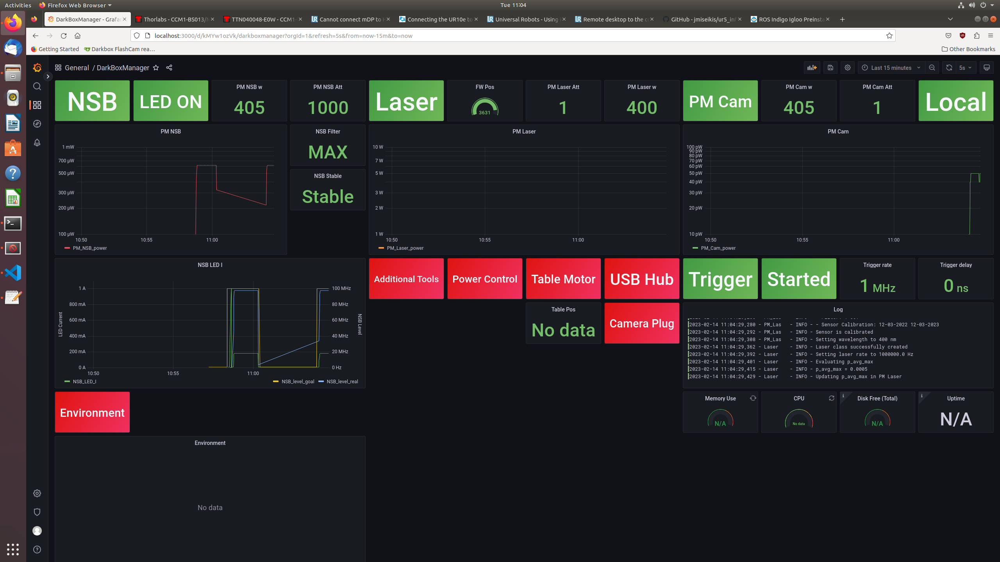 Activities
Firefox Web Browser
Tue 11:04
DarkBoxManager - Grafa
Thorlabs - CCM1-BS013/M
TTN040048-E0W - CCM1-
Cannot connect mDP to H
Connecting the UR10e to
Universal Robots - Using
Remote desktop to the co
GitHub - jmiseikis/ur5_inf
ROS Indigo Igloo Preinsta
localhost:3000/d/kMYw1ozVk/darkboxmanager?orgId=1&refresh=5s&from=now-15m&to=now
Getting Started
Darkbox FlashCam rea…
Other Bookmarks
General / DarkBoxManager
Last 15 minutes
5s
NSB
LED ON
PM NSB w
405
PM NSB Att
1000
Laser
FW Pos
3631
PM Laser Att
1
PM Laser w
400
PM Cam
PM Cam w
405
PM Cam Att
1
Local
PM NSB
1 mW
700 µW
500 µW
300 µW
200 µW
100 µW
10:50
10:55
11:00
PM_NSB_power
NSB Filter
MAX
NSB Stable
Stable
PM Laser
10 W
7 W
5 W
3 W
2 W
1 W
10:50
10:55
11:00
PM_Laser_power
PM Cam
100 pW
90 pW
80 pW
70 pW
60 pW
50 pW
40 pW
30 pW
20 pW
10 pW
10:50
10:55
11:00
PM_Cam_power
NSB LED I
LED Current
1 A
800 mA
600 mA
400 mA
200 mA
0 A
100 MHz
80 MHz
60 MHz
40 MHz
20 MHz
0 Hz
NSB Level
10:50
10:55
11:00
NSB_LED_I
NSB_level_goal
NSB_level_real
Additional Tools
Power Control
Table Motor
USB Hub
Trigger
Started
Trigger rate
1 MHz
Trigger delay
0 ns
Table Pos
No data
Camera Plug
Log
2023-02-14 11:04:29,280 - PM_Las - INFO - - Sensor Calibration: 12-03-2022 12-03-2023
2023-02-14 11:04:29,292 - PM_Las - INFO - Sensor is calibrated
2023-02-14 11:04:29,308 - PM_Las - INFO - Setting wavelength to 400 nm
2023-02-14 11:04:29,362 - Laser - INFO - Laser class successfully created
2023-02-14 11:04:29,392 - Laser - INFO - Setting laser rate to 1000000.0 Hz
2023-02-14 11:04:29,401 - Laser - INFO - Evaluating p_avg_max
2023-02-14 11:04:29,415 - Laser - INFO - p_avg_max = 0.0005
2023-02-14 11:04:29,429 - Laser - INFO - Updating p_avg_max in PM Laser
Environment
Memory Use
N/A
CPU
No data
Disk Free (Total)
N/A
Uptime
N/A
Environment
No data